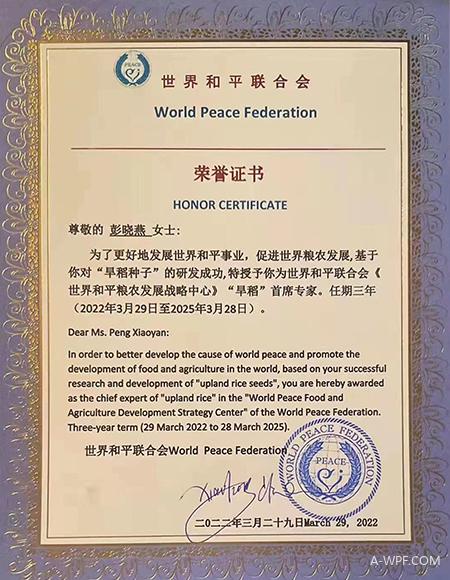 PEACE
世界和平联合会
World Peace Federation
荣誉证书
HONOR CERTIFICATE
尊敬的 彭晓燕 女士:
为了更好地发展世界和平事业，促进世界粮农发展, 基于
你对“旱稻种子”的研发成功, 特授予你为世界和平联合会《
世界和平粮农发展战略中心》“旱稻”首席专家。任期三年
（2022年3月29日至2025年3月28日）。
Dear Ms. Peng Xiaoyan:
In order to better develop the cause of world peace and promote the
development of food and agriculture in the world, based on your successful
research and development of "upland rice seeds", you are hereby awarded
as the chief expert of "upland rice" in the "World Peace Food and
Agriculture Development Strategy Center" of the World Peace Federation.
Three-year term (29 March 2022 to 28 March 2025).
世界和平联合会World Peace Federation
WORLD PEACE FEDERATION
PEACE
二0二二年三月二十九日March 29, 2022
A-WPF.COM